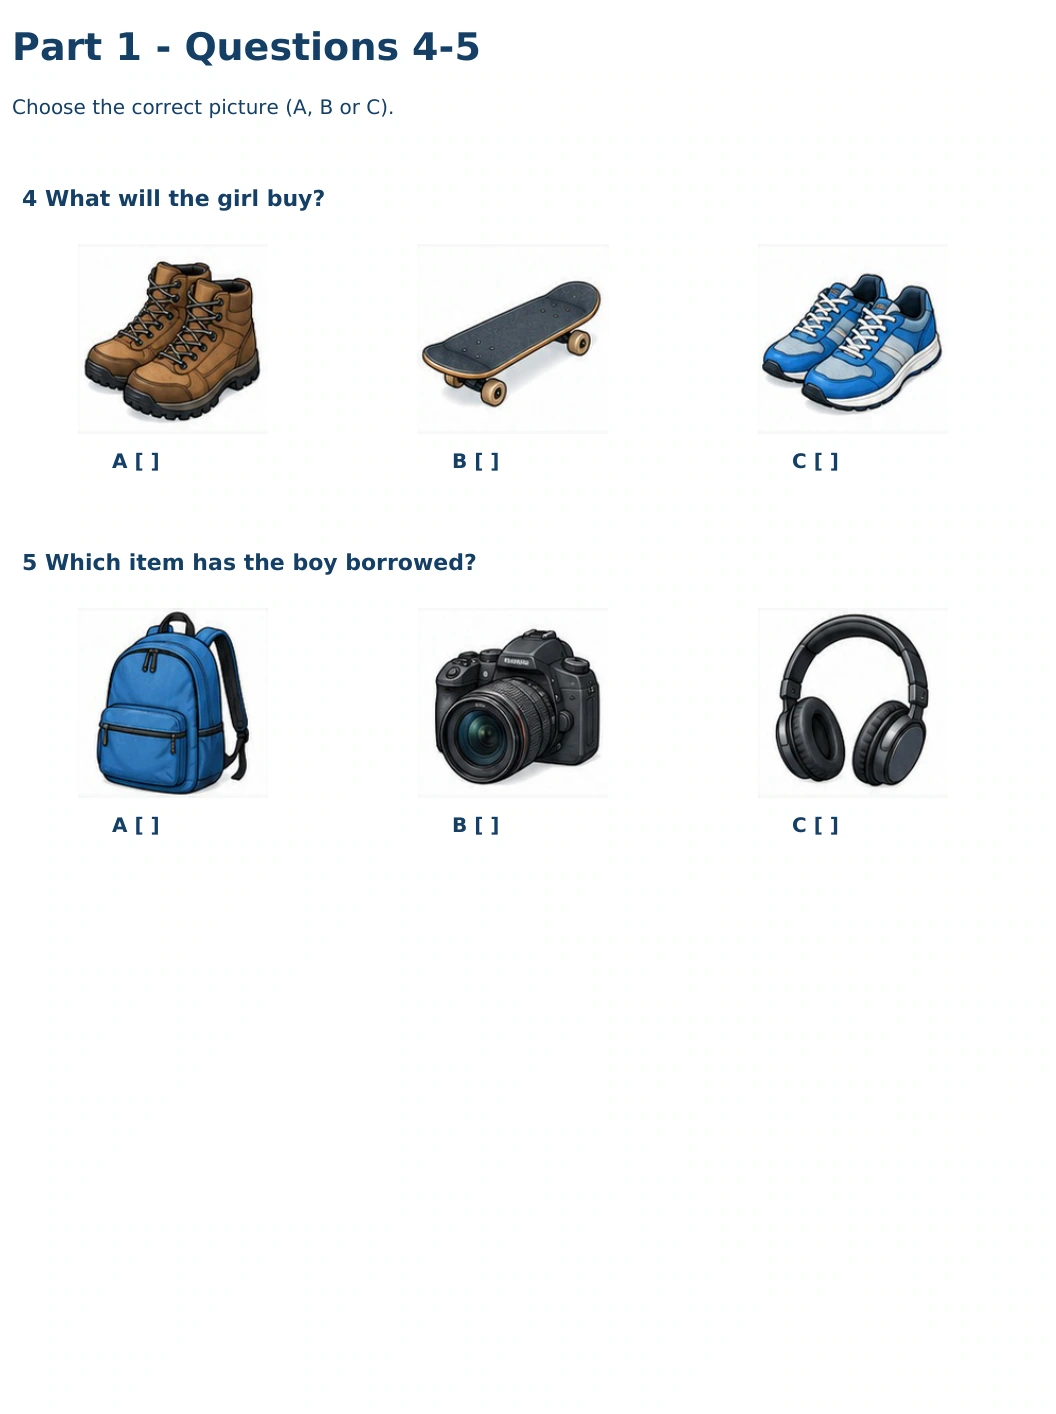 Part 1 - Questions 4-5
Choose the correct picture (A, B or C).
4 What will the girl buy?
A [ ] B [ ] C [ ]
5 Which item has the boy borrowed?
A [ ] B [ ] C [ ]